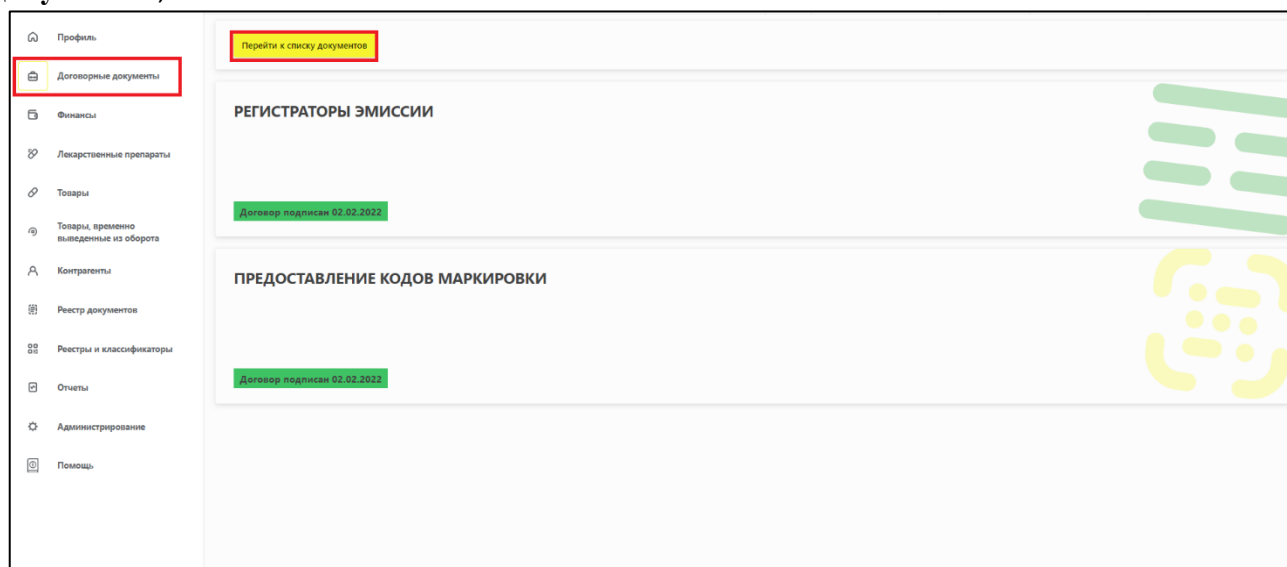 Профиль
Договорные документы
Финансы
Лекарственные препараты
Товары
Товары, временно
выведенные из оборота
Контрагенты
Реестр документов
Реестры и классификаторы
Отчеты
Администрирование
Помощь
Перейти к списку документов
РЕГИСТРАТОРЫ ЭМИССИИ
Договор подписан 02.02.2022
ПРЕДОСТАВЛЕНИЕ КОДОВ МАРКИРОВКИ
Договор подписан 02.02.2022